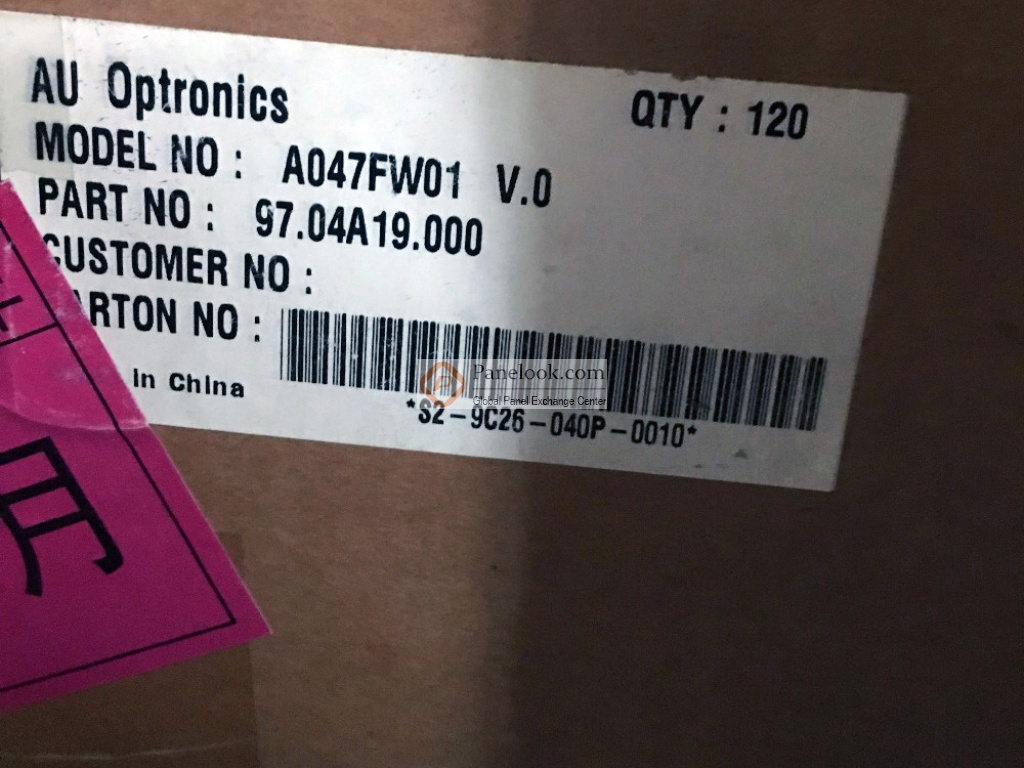 AU Optronics QTY : 120
MODEL NO : A047FW01 V.0
PART NO : 97.04A19.000
CUSTOMER NO :
ARTON NO :
In China
Panelook.com
Global Panel Exchange Center
*S2-9C26-040P-0010*